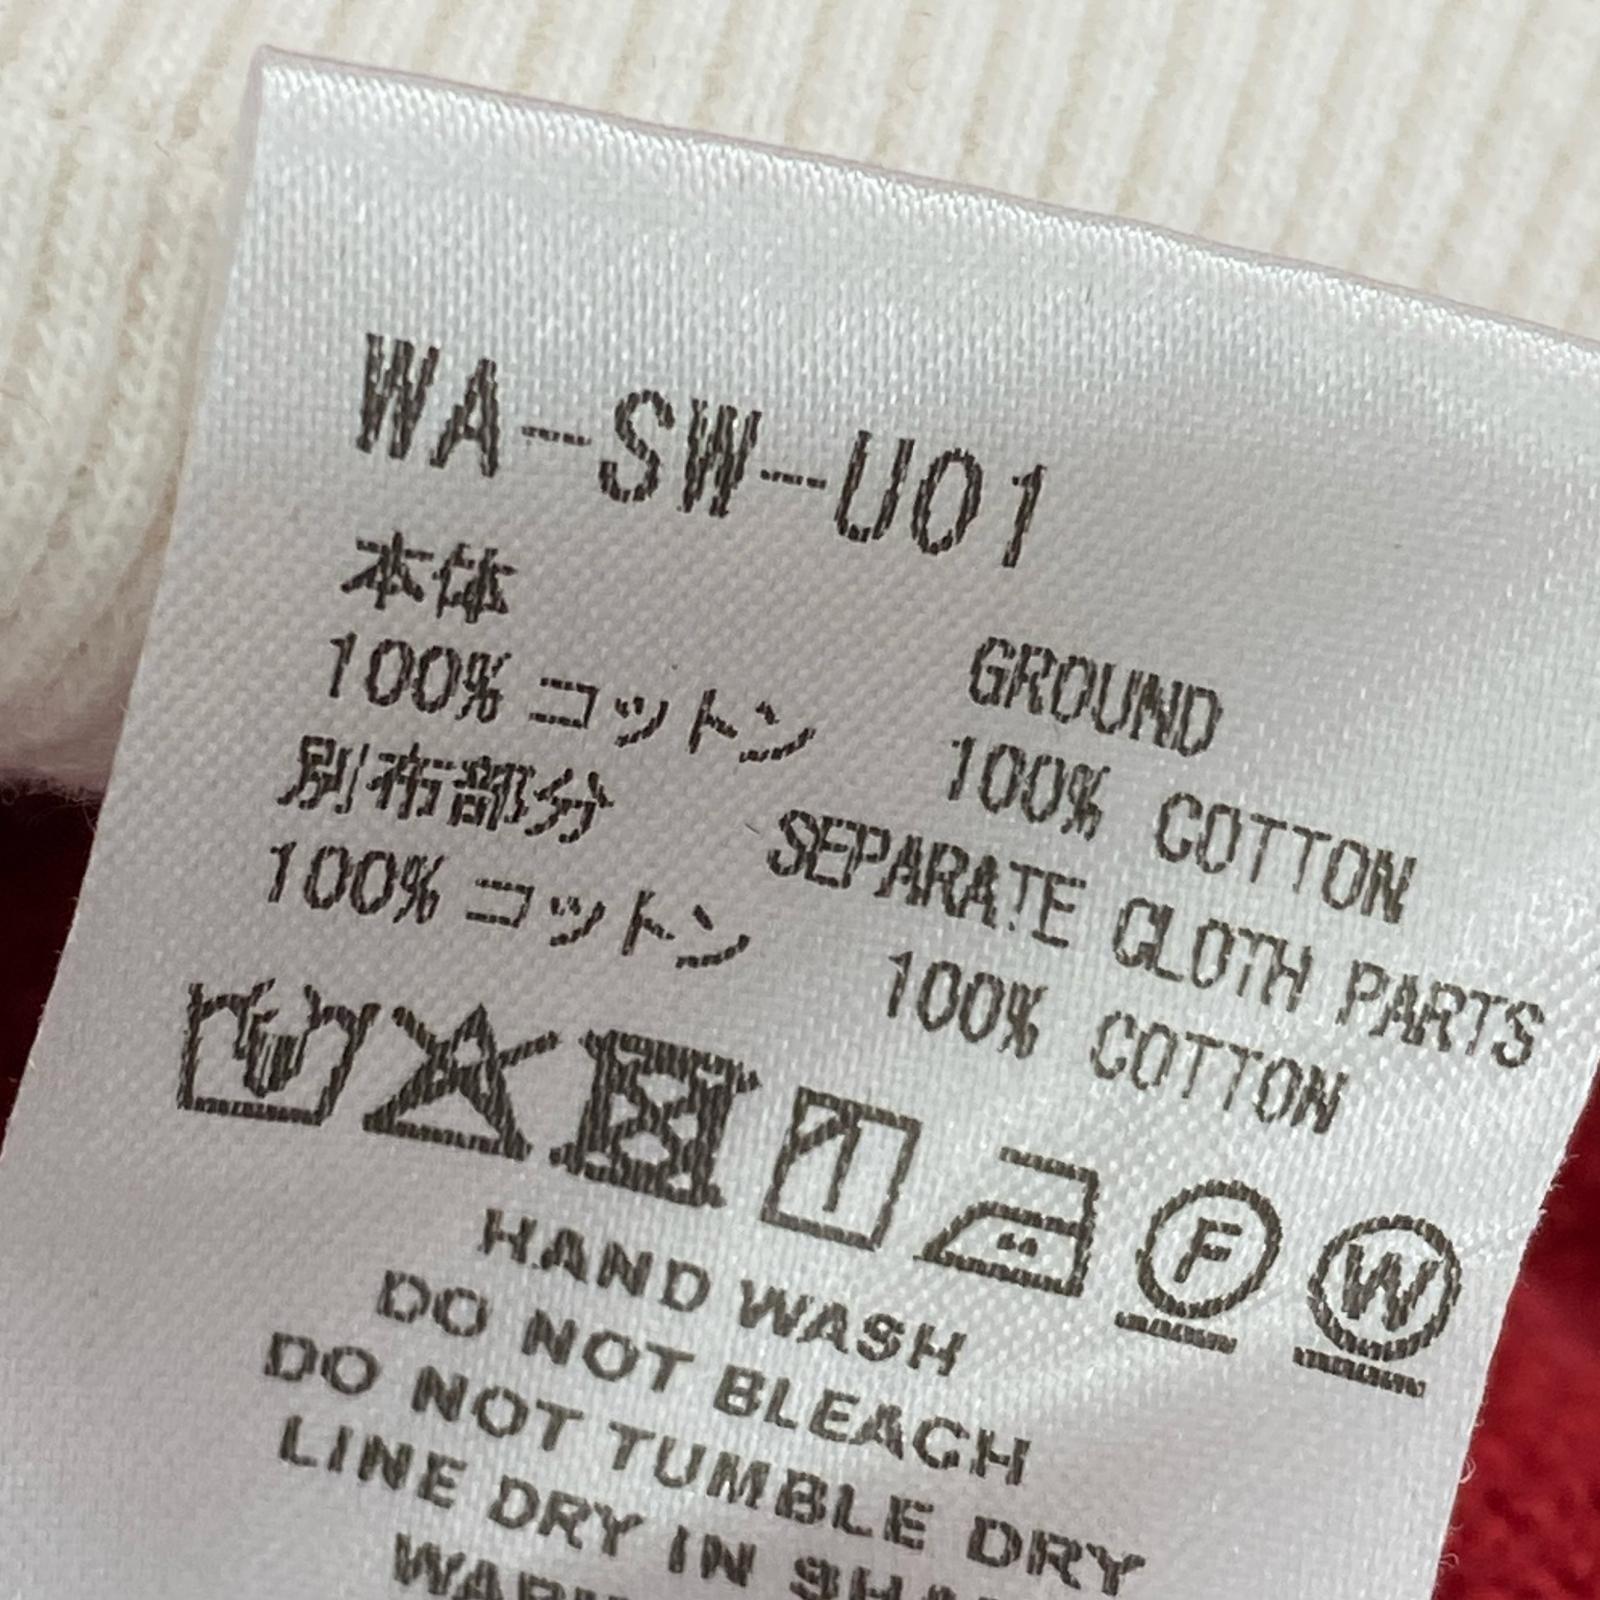 WA-SW-U01
本体
100% コットン
別布部分
100% コットン
GROUND
100% COTTON
SEPARATE CLOTH PARTS
100% COTTON
F
W
HAND WASH
DO NOT BLEACH
DO NOT TUMBLE DRY
LINE DRY IN